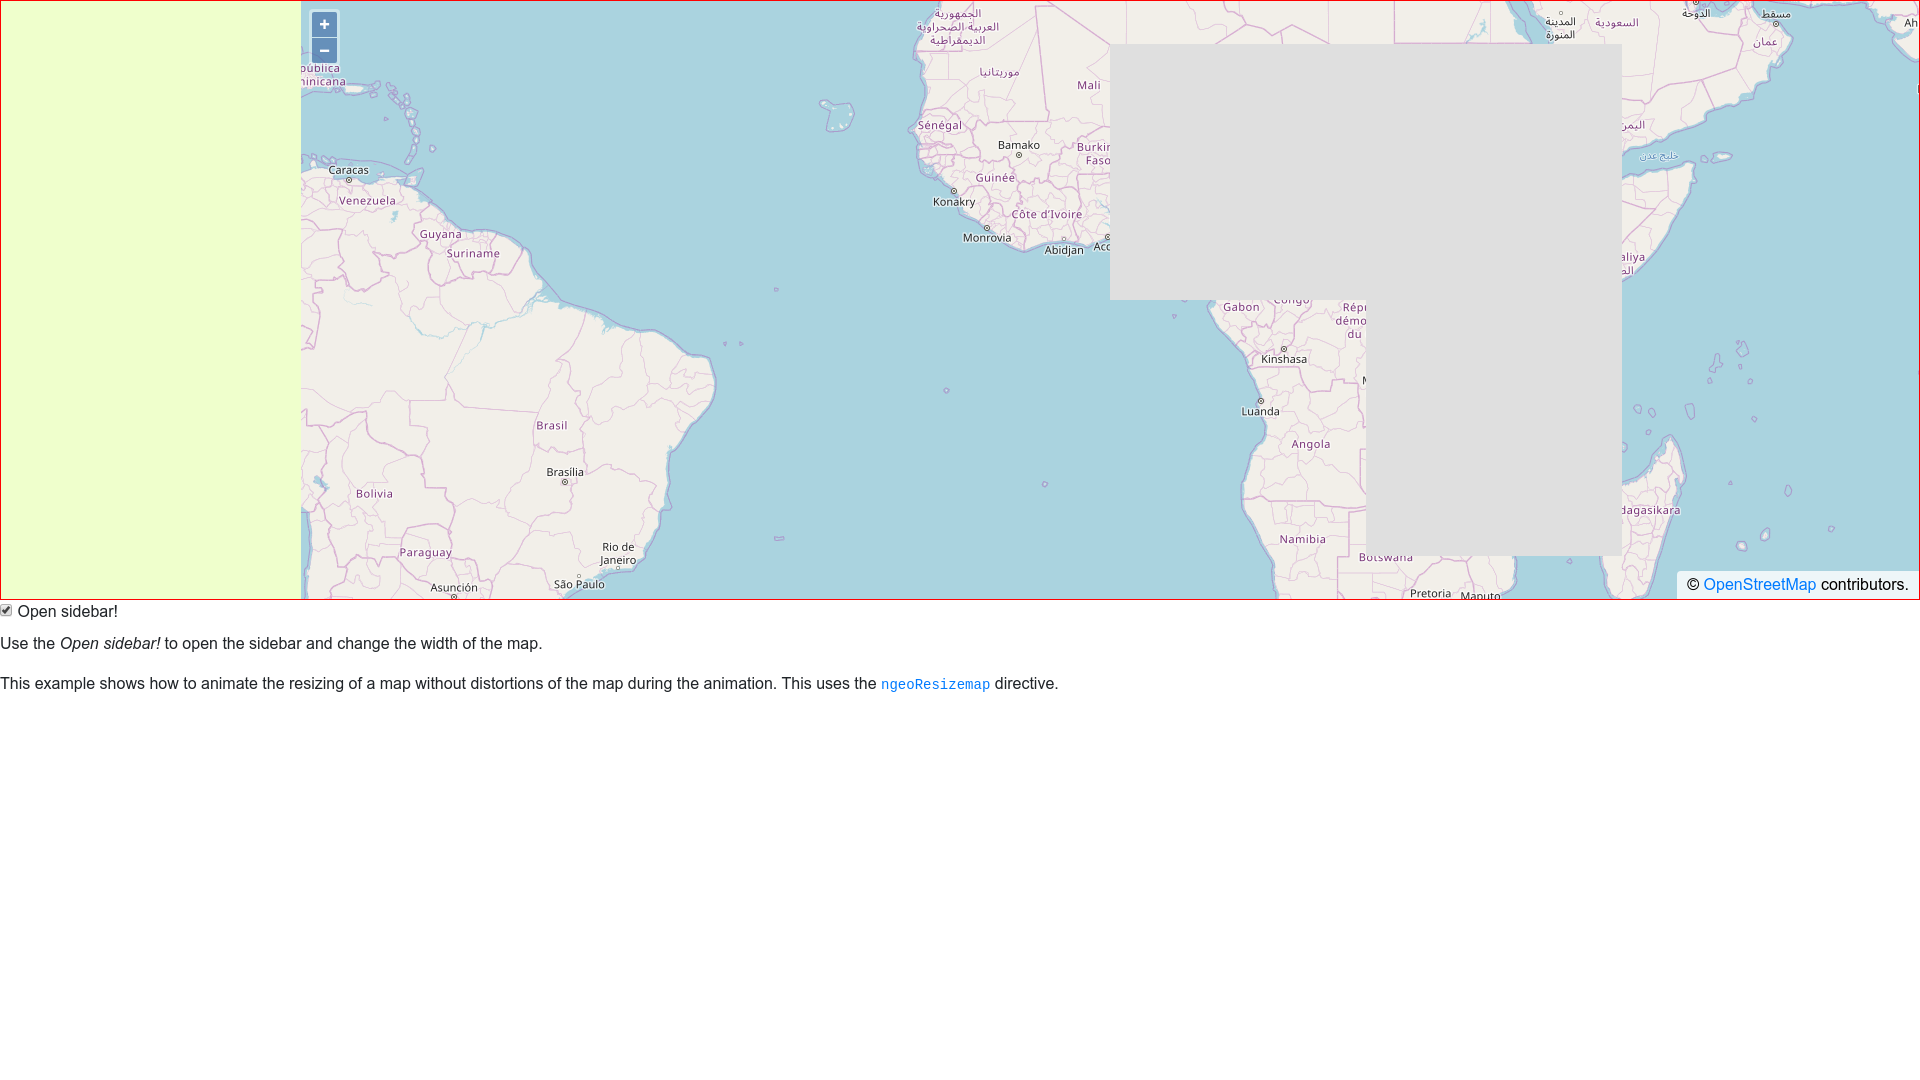 +
−
الجمهورية
العربية الصحراوية
الديمقراطية
المدينة
المنورة
السعودية
الدوحة
مسقط
عمان
Ah
pública
inicana
موريتانيا
Mali
Sénégal
Bamako
Burkin
Faso
اليمن
خليج عدن
Caracas
Venezuela
Guinée
Konakry
Côte d'Ivoire
Guyana
Suriname
Monrovia
Abidjan
Acc
aliya
الص
Gabon
Congo
Répu
démo
du
Kinshasa
Luanda
Brasil
Angola
Brasília
Bolivia
dagasikara
Namibia
Botswana
Paraguay
Rio de
Janeiro
Asunción
São Paulo
Pretoria
Maputo
© OpenStreetMap contributors.
Open sidebar!
Use the Open sidebar! to open the sidebar and change the width of the map.
This example shows how to animate the resizing of a map without distortions of the map during the animation. This uses the ngeoResizemap directive.